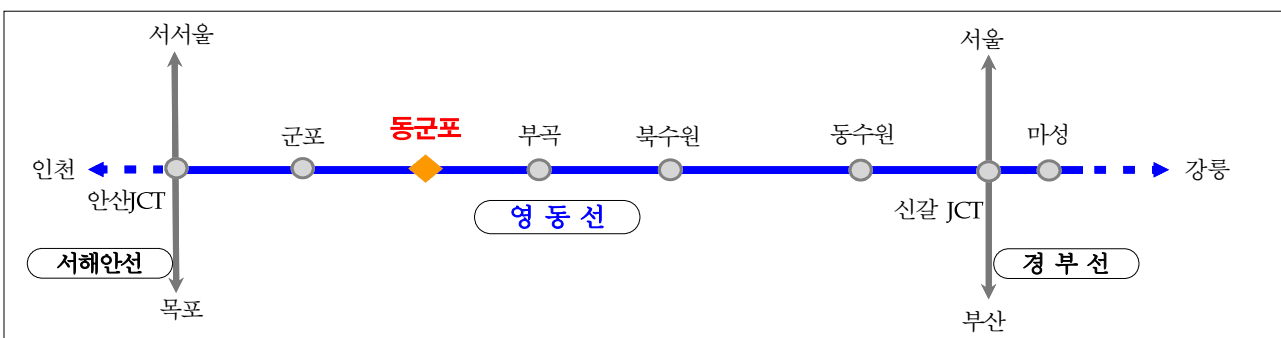 서서울
서울
군포
동군포
부곡
북수원
동수원
마성
인천
강릉
안산JCT
영 동 선
신갈 JCT
서해안선
경 부 선
목포
부산